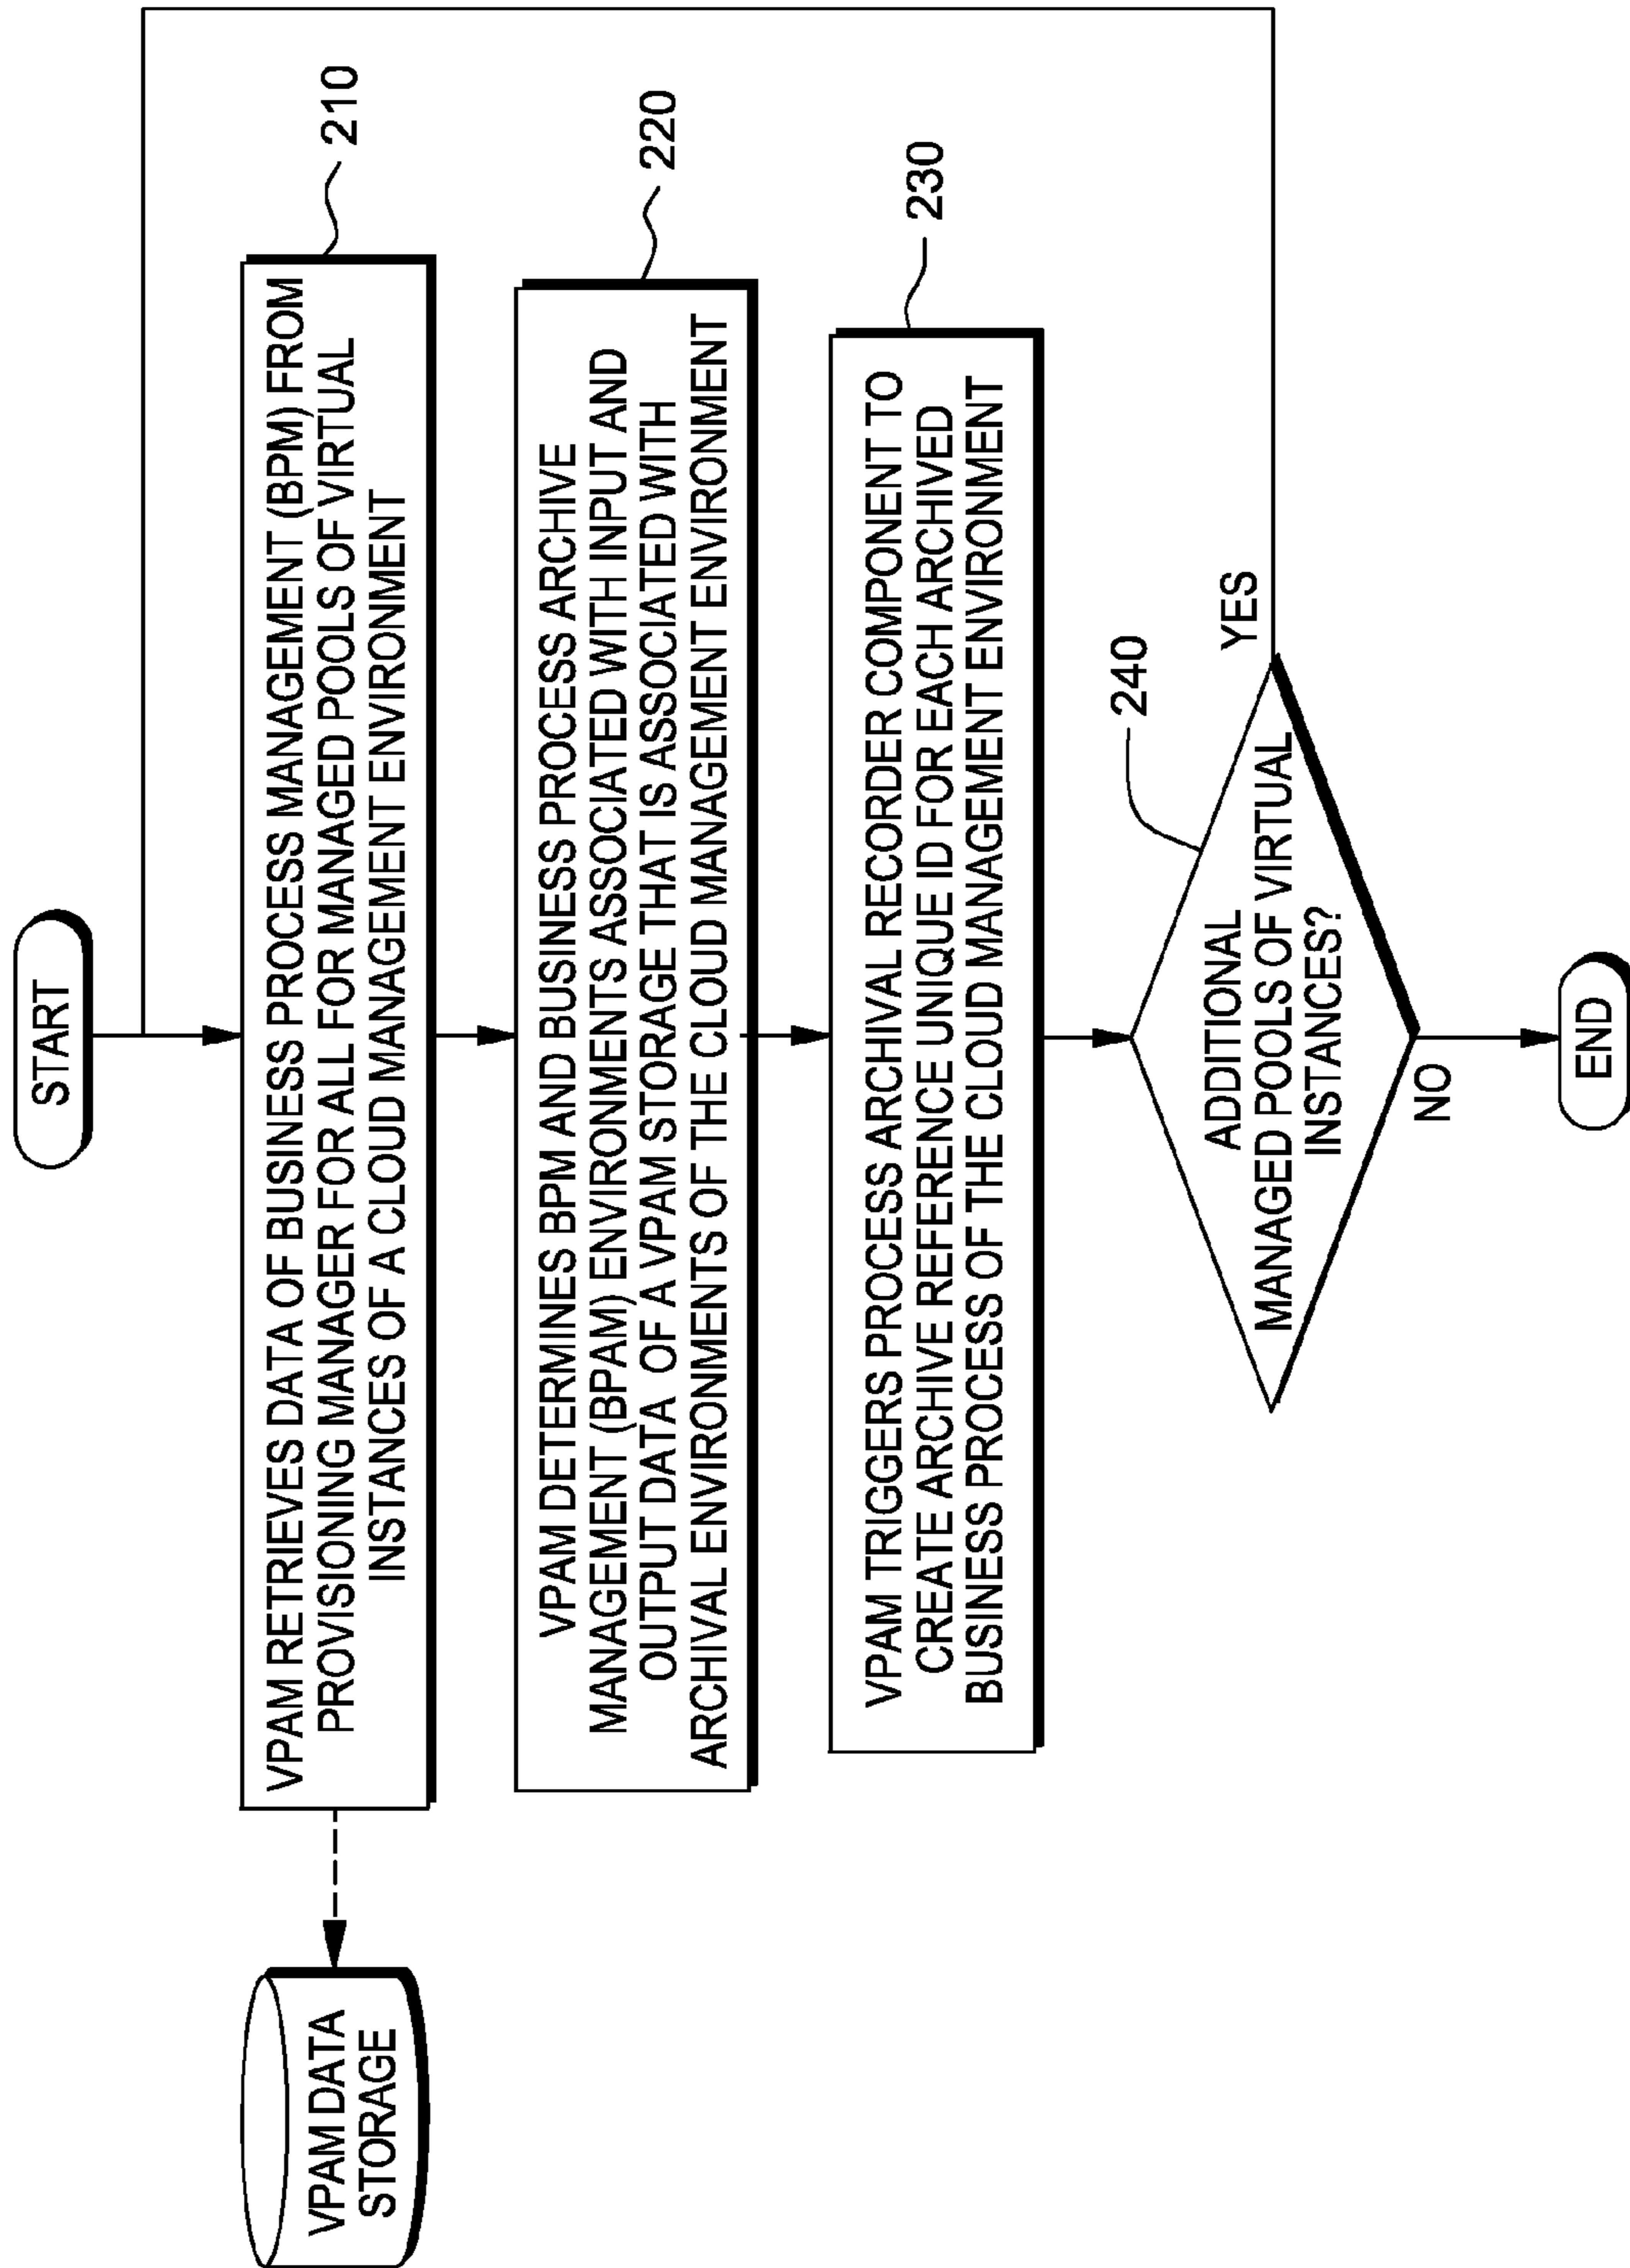 START
210
VPAM RETRIEVES DATA OF BUSINESS PROCESS MANAGEMENT (BPM) FROM
PROVISIONING MANAGER FOR ALL FOR MANAGED POOLS OF VIRTUAL
INSTANCES OF A CLOUD MANAGEMENT ENVIRONMENT
VPAM DATA
STORAGE
220
VPAM DETERMINES BPM AND BUSINESS PROCESS ARCHIVE
MANAGEMENT (BPAM) ENVIRONMENTS ASSOCIATED WITH INPUT AND
OUTPUT DATA OF A VPAM STORAGE THAT IS ASSOCIATED WITH
ARCHIVAL ENVIRONMENTS OF THE CLOUD MANAGEMENT ENVIRONMENT
230
VPAM TRIGGERS PROCESS ARCHIVAL RECORDER COMPONENT TO
CREATE ARCHIVE REFERENCE UNIQUE ID FOR EACH ARCHIVED
BUSINESS PROCESS OF THE CLOUD MANAGEMENT ENVIRONMENT
240
ADDITIONAL
MANAGED POOLS OF VIRTUAL
INSTANCES?
YES
NO
END